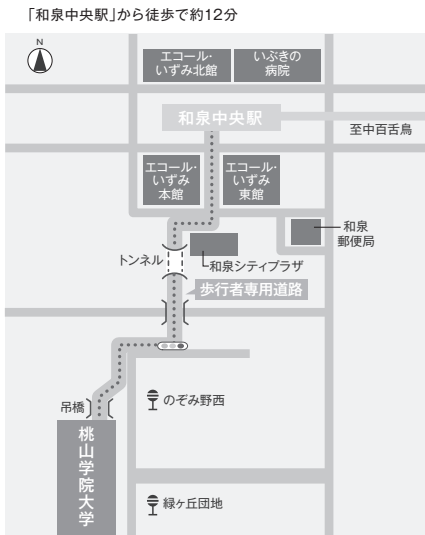 「和泉中央駅」から徒歩で約12分
N
エコール・
いずみ北館
いぶきの
病院
和泉中央駅
至中百舌鳥
エコール・
いずみ
本館
エコール・
いずみ
東館
和泉
郵便局
トンネル
和泉シティプラザ
歩行者専用道路
吊橋
のぞみ野西
桃山学院大学
緑ヶ丘団地